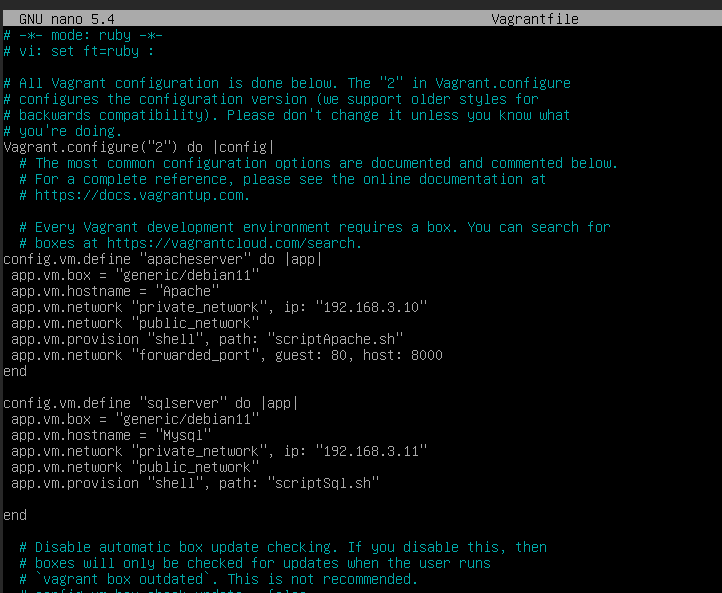 GNU nano 5.4 Vagrantfile
# -*- mode: ruby -*-
# vi: set ft=ruby :

# All Vagrant configuration is done below. The "2" in Vagrant.configure
# configures the configuration version (we support older styles for
# backwards compatibility). Please don't change it unless you know what
# you're doing.
Vagrant.configure("2") do |config|
  # The most common configuration options are documented and commented below.
  # For a complete reference, please see the online documentation at
  # https://docs.vagrantup.com.

  # Every Vagrant development environment requires a box. You can search for
  # boxes at https://vagrantcloud.com/search.
config.vm.define "apacheserver" do |app|
 app.vm.box = "generic/debian11"
 app.vm.hostname = "Apache"
 app.vm.network "private_network", ip: "192.168.3.10"
 app.vm.network "public_network"
 app.vm.provision "shell", path: "scriptApache.sh"
 app.vm.network "forwarded_port", guest: 80, host: 8000
end

config.vm.define "sqlserver" do |app|
 app.vm.box = "generic/debian11"
 app.vm.hostname = "Mysql"
 app.vm.network "private_network", ip: "192.168.3.11"
 app.vm.network "public_network"
 app.vm.provision "shell", path: "scriptSql.sh"

end

  # Disable automatic box update checking. If you disable this, then
  # boxes will only be checked for updates when the user runs
  # `vagrant box outdated`. This is not recommended.
  # config.vm.box_check_update = false